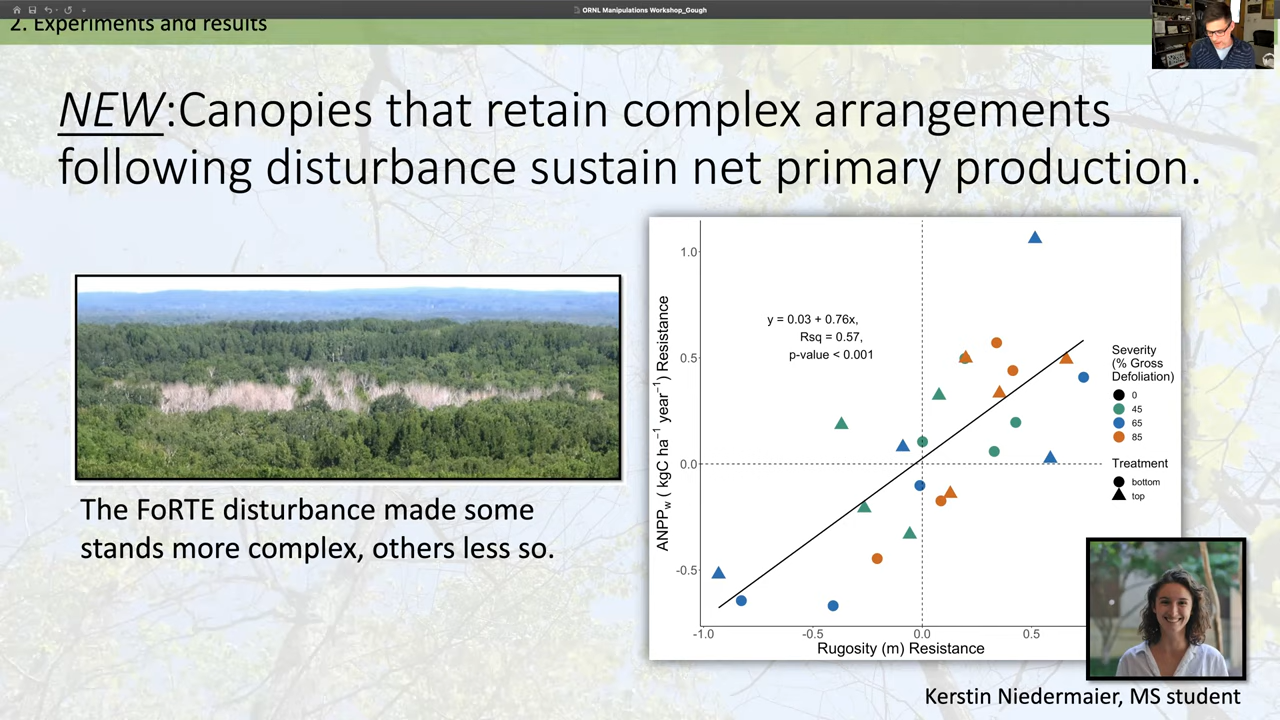 ORNL Manipulations Workshop_Gough
2. Experiments and results
NEW:Canopies that retain complex arrangements
following disturbance sustain net primary production.
The FoRTE disturbance made some
stands more complex, others less so.
ANPPw ( kgC ha−1 year−1) Resistance
1.0
0.5
0.0
-0.5
y = 0.03 + 0.76x,
Rsq = 0.57,
p-value < 0.001
-1.0
-0.5
0.0
0.5
Rugosity (m) Resistance
Severity
(% Gross
Defoliation)
0
45
65
85
Treatment
bottom
top
Kerstin Niedermaier, MS student